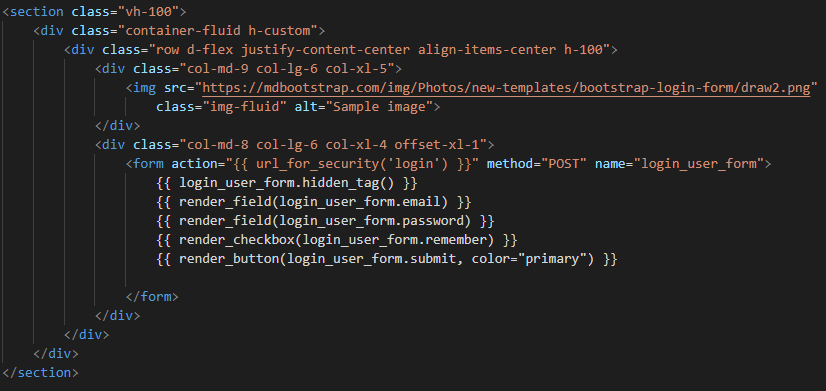 <section class="vh-100">
<div class="container-fluid h-custom">
<div class="row d-flex justify-content-center align-items-center h-100">
<div class="col-md-9 col-lg-6 col-xl-5">
<img src="https://mdbootstrap.com/img/Photos/new-templates/bootstrap-login-form/draw2.png"
class="img-fluid" alt="Sample image">
</div>
<div class="col-md-8 col-lg-6 col-xl-4 offset-xl-1">
<form action="{{ url_for_security('login') }}" method="POST" name="login_user_form">
{{ login_user_form.hidden_tag() }}
{{ render_field(login_user_form.email) }}
{{ render_field(login_user_form.password) }}
{{ render_checkbox(login_user_form.remember) }}
{{ render_button(login_user_form.submit, color="primary") }}
</form>
</div>
</div>
</div>
</section>